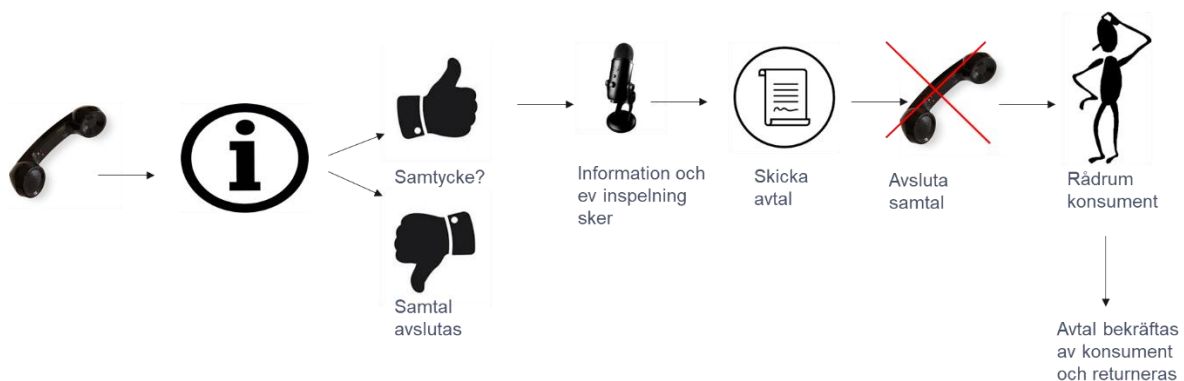 Samtycke?
Samtal
avslutas
Information och
ev inspelning
sker
Skicka
avtal
Avsluta
samtal
Rådrum
konsument
Avtal bekräftas
av konsument
och returneras